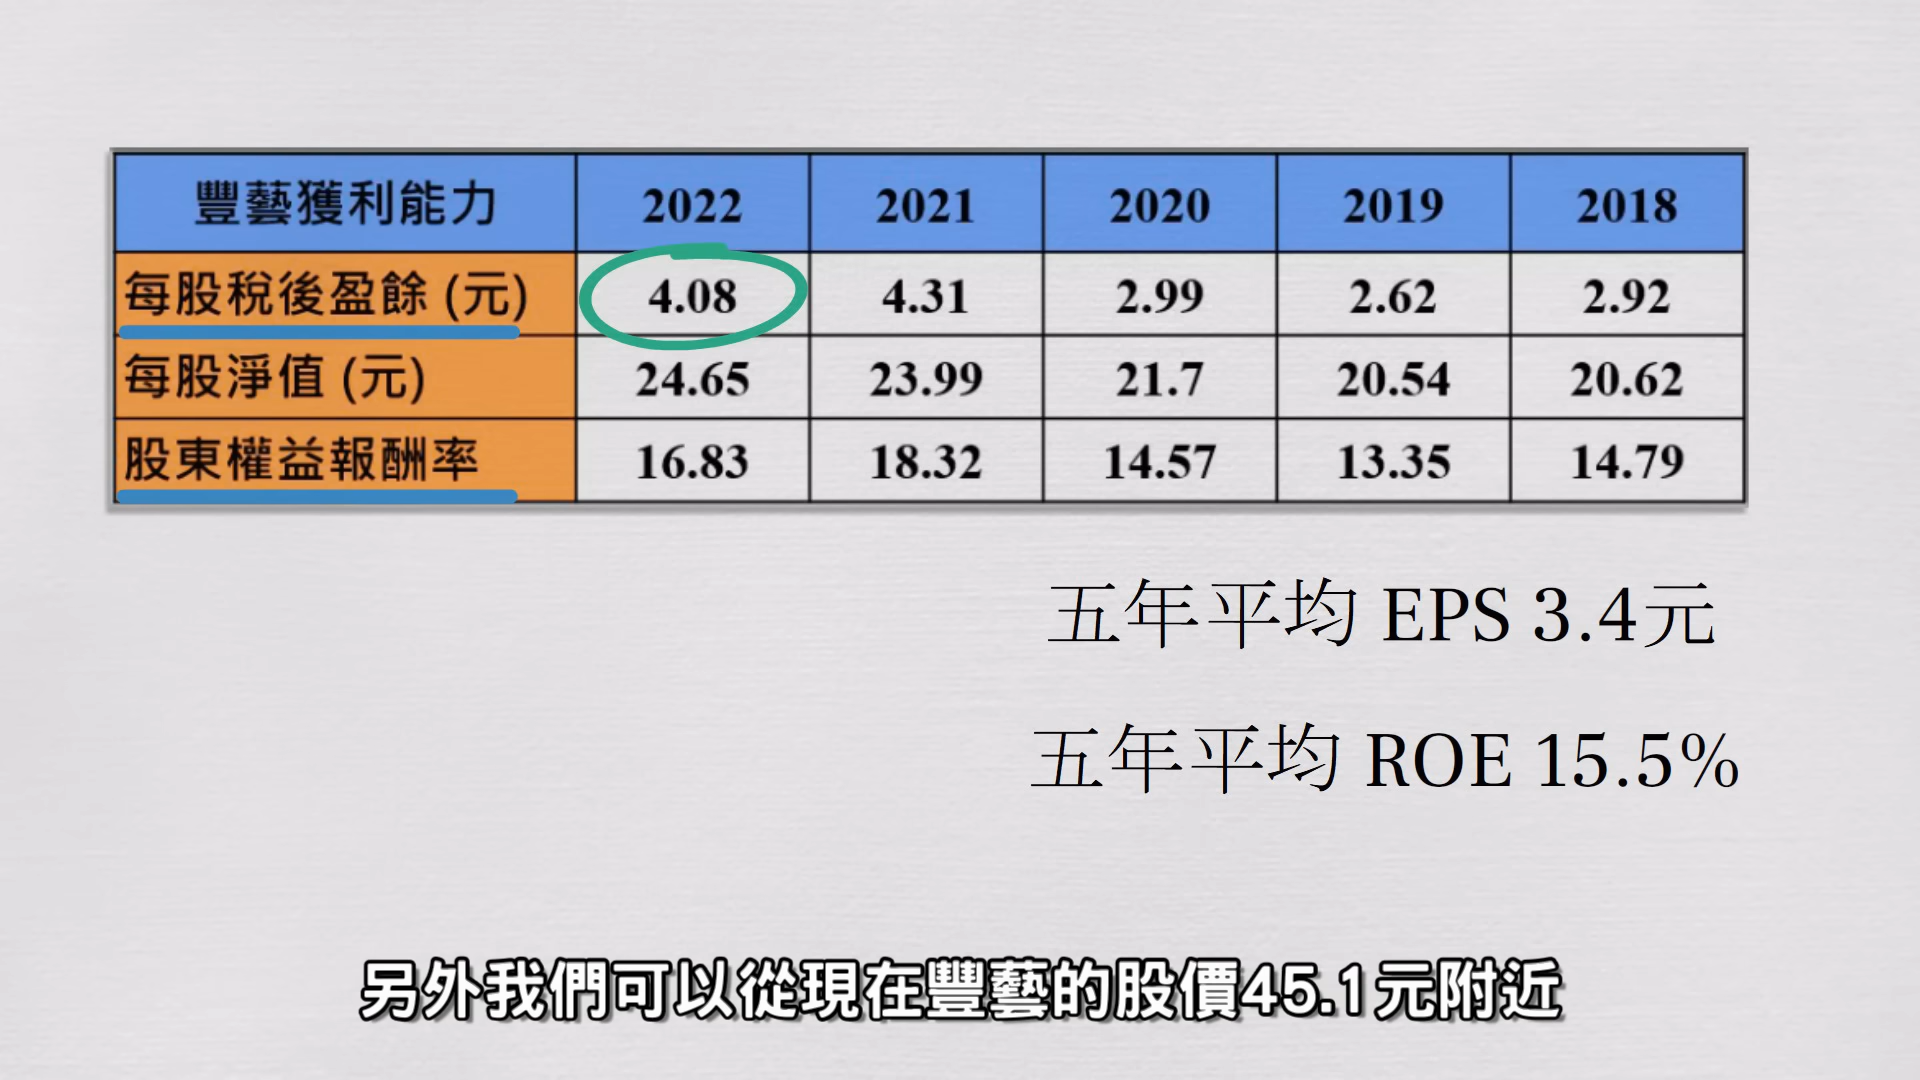 豐藝獲利能力 2022 2021 2020 2019 2018
每股稅後盈餘 (元) 4.08 4.31 2.99 2.62 2.92
每股淨值 (元) 24.65 23.99 21.7 20.54 20.62
股東權益報酬率 16.83 18.32 14.57 13.35 14.79
五年平均 EPS 3.4元
五年平均 ROE 15.5%
另外我們可以從現在豐藝的股價45.1元附近